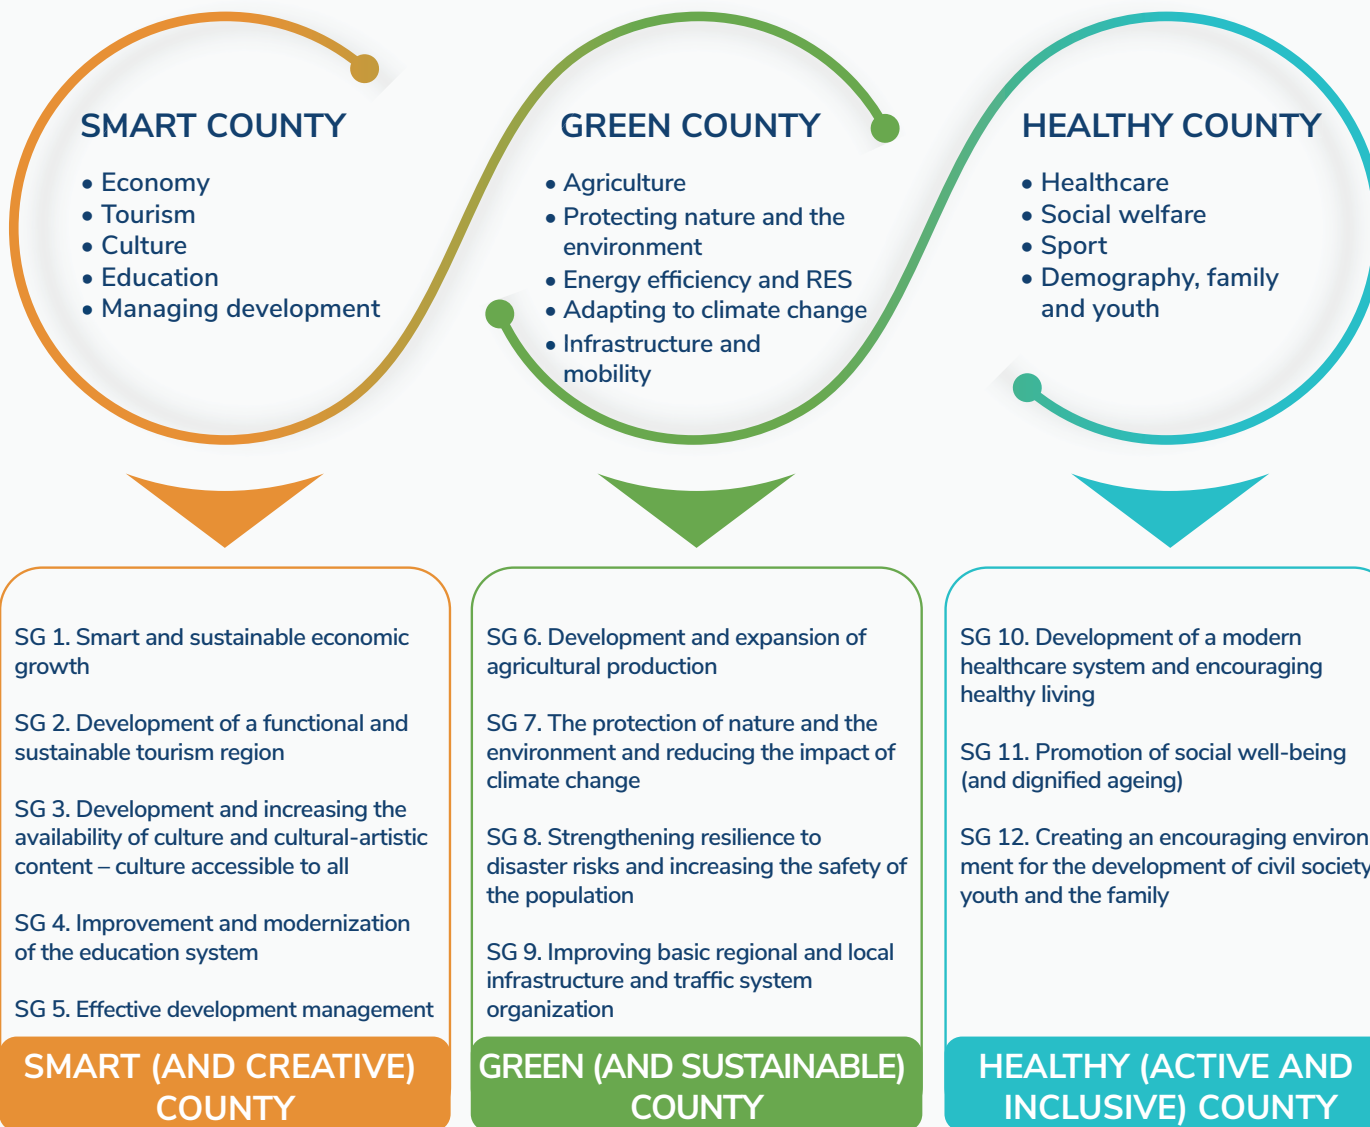 SMART COUNTY
• Economy
• Tourism
• Culture
• Education
• Managing development
GREEN COUNTY
• Agriculture
• Protecting nature and the
environment
• Energy efficiency and RES
• Adapting to climate change
• Infrastructure and
mobility
HEALTHY COUNTY
• Healthcare
• Social welfare
• Sport
• Demography, family
and youth
SG 1. Smart and sustainable economic
growth
SG 2. Development of a functional and
sustainable tourism region
SG 3. Development and increasing the
availability of culture and cultural-artistic
content – culture accessible to all
SG 4. Improvement and modernization
of the education system
SG 5. Effective development management
SMART (AND CREATIVE)
COUNTY
SG 6. Development and expansion of
agricultural production
SG 7. The protection of nature and the
environment and reducing the impact of
climate change
SG 8. Strengthening resilience to
disaster risks and increasing the safety of
the population
SG 9. Improving basic regional and local
infrastructure and traffic system
organization
GREEN (AND SUSTAINABLE)
COUNTY
SG 10. Development of a modern
healthcare system and encouraging
healthy living
SG 11. Promotion of social well-being
(and dignified ageing)
SG 12. Creating an encouraging environ
ment for the development of civil society
youth and the family
HEALTHY (ACTIVE AND
INCLUSIVE) COUNTY